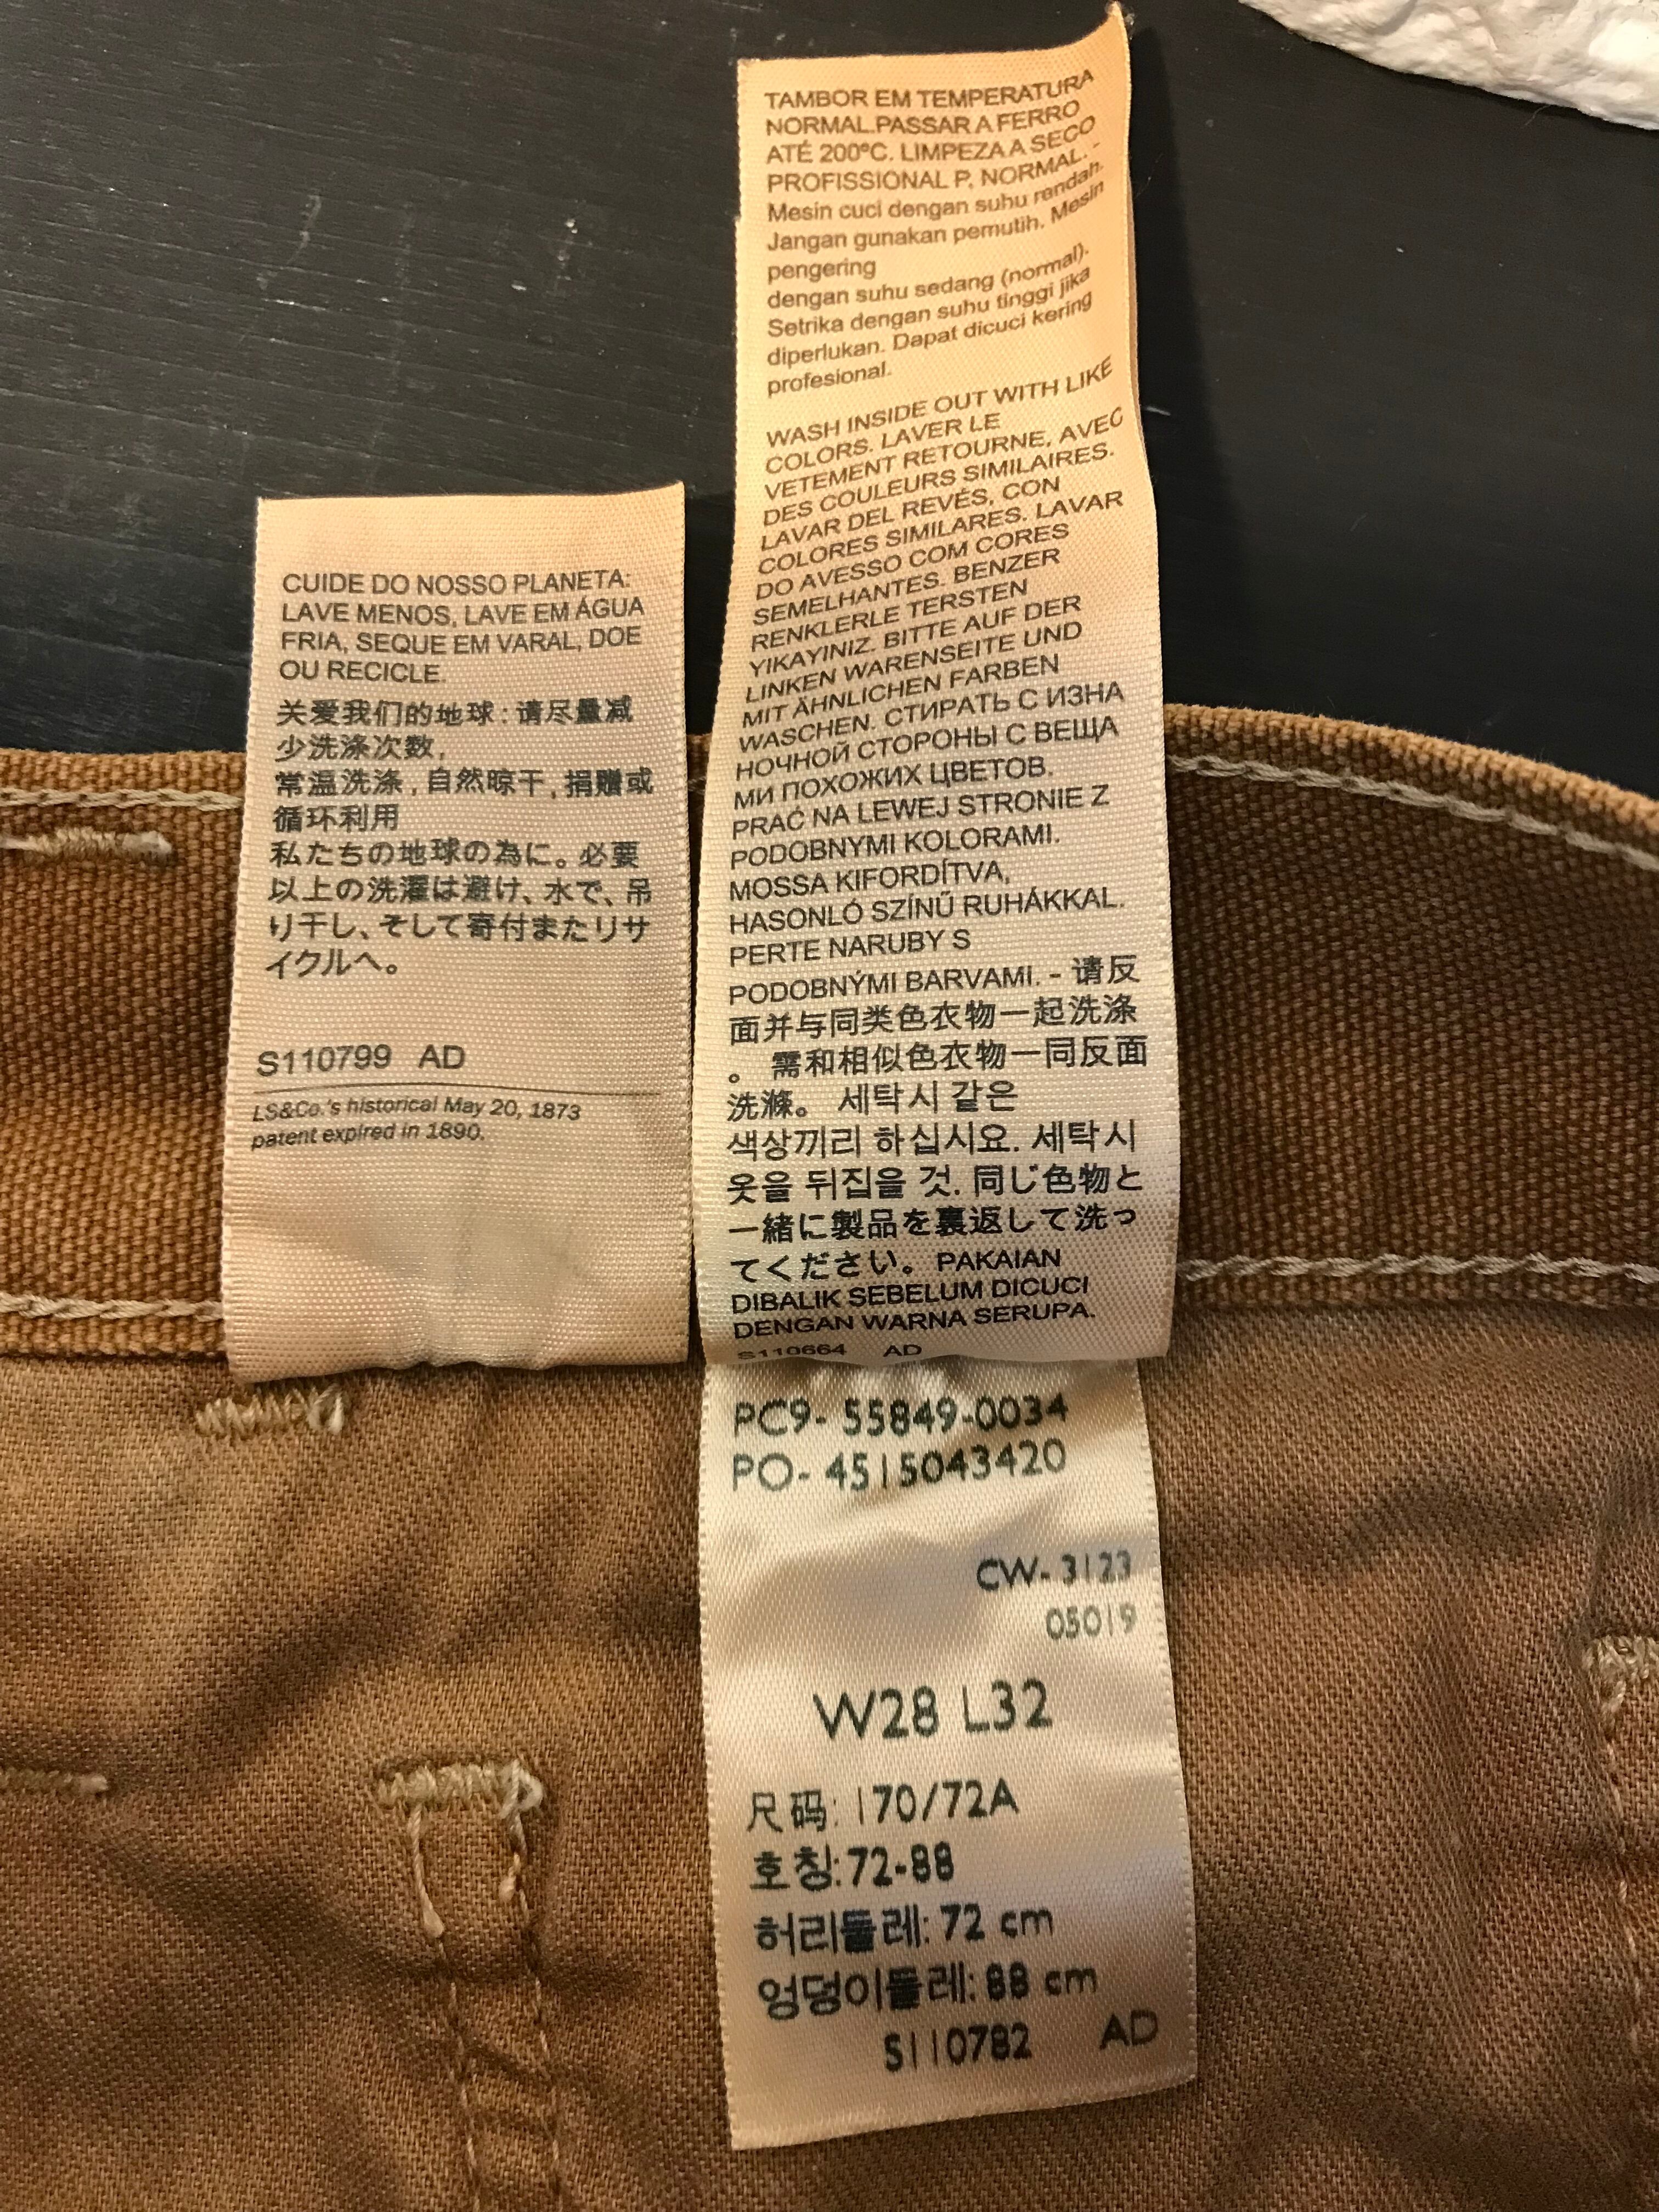 CUIDE DO NOSSO PLANETA:
LAVE MENOS, LAVE EM ÁGUA
FRIA, SEQUE EM VARAL, DOE
OU RECICLE.
关爱我们的地球:请尽量减
少洗涤次数,
常温洗涤,自然晾干,捐赠或
循环利用
私たちの地球の為に。必要
以上の洗濯は避け、水で、吊
り干し、そして寄付またリサ
イクルへ。
S110799 AD
LS&Co.'s historical May 20, 1873
patent expired in 1890.
TAMBOR EM TEMPERATURA
NORMAL.PASSAR A FERRO
ATÉ 200ºC. LIMPEZA A SECO
PROFISSIONAL P, NORMAL. -
Mesin cuci dengan suhu rendah.
Jangan gunakan pemutih. Mesin
pengering
dengan suhu sedang (normal).
Setrika dengan suhu tinggi jika
diperlukan. Dapat dicuci kering
profesional.
WASH INSIDE OUT WITH LIKE
COLORS. LAVER LE
VETEMENT RETOURNE, AVEC
DES COULEURS SIMILAIRES.
LAVAR DEL REVÉS, CON
COLORES SIMILARES. LAVAR
DO AVESSO COM CORES
SEMELHANTES. BENZER
RENKLERLE TERSTEN
YIKAYINIZ. BITTE AUF DER
LINKEN WARENSEITE UND
MIT ÄHNLICHEN FARBEN
WASCHEN. СТИРАТЬ С ИЗНА
НОЧНОЙ СТОРОНЫ С ВЕЩА
МИ ПОХОЖИХ ЦВЕТОВ.
PRAĆ NA LEWEJ STRONIE Z
PODOBNYMI KOLORAMI.
MOSSA KIFORDÍTVA,
HASONLÓ SZÍNŰ RUHÁKKAL.
PERTE NARUBY S
PODOBNÝMI BARVAMI. - 请反
面并与同类色衣物一起洗涤
。需和相似色衣物一同反面
洗滌。 세탁시 같은
색상끼리 하십시요. 세탁시
옷을 뒤집을 것. 同じ色物と
一緒に製品を裏返して洗っ
てください。PAKAIAN
DIBALIK SEBELUM DICUCI
DENGAN WARNA SERUPA.
S110664 AD
PC9- 55849-0034
PO- 4515043420
CW- 3123
05019
W28 L32
尺码: 170/72A
호칭: 72-88
허리둘레: 72 cm
엉덩이둘레: 88 cm
S110782 AD